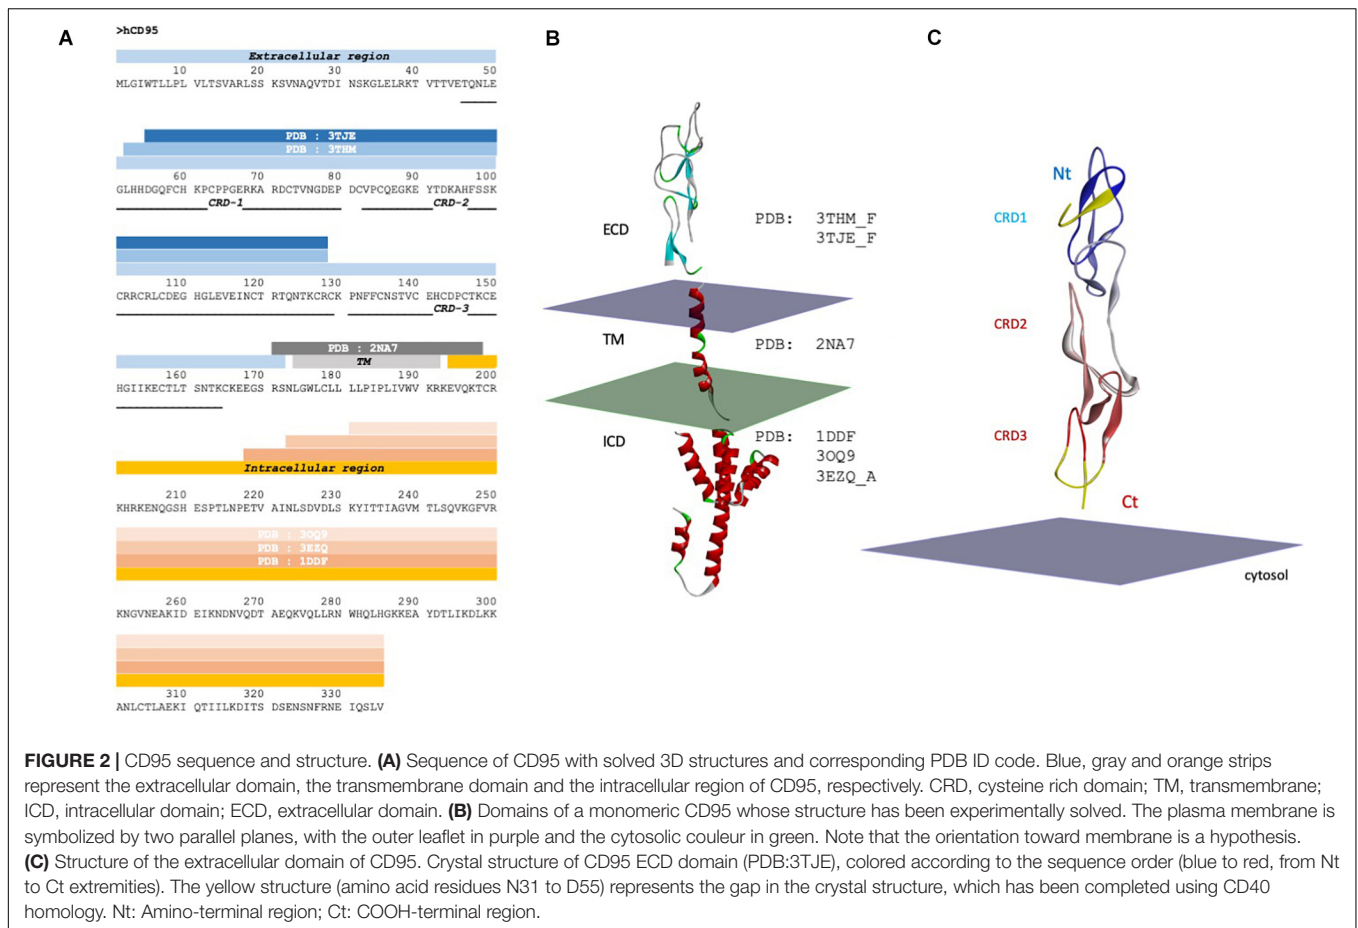 A
>hCD95
Extracellular region
10 20 30 40 50
MLGIWTLLPL VLTSVARLSS KSVNAQVTDI NSKGLELRKT VTTVETQNLE
PDB : 3TJE
PDB : 3THM
60 70 80 90 100
GLHHDGQFCH KPCPPGERKA RDCTVNGDEP DCVPCQEGKE YTDKAHFSSK
CRD-1 CRD-2
110 120 130 140 150
CRRCRLCDEG HGLEVEINCT RTQNTKCRCK PNFFCNSTVC EHCDPCTKCE
CRD-3
PDB : 2NA7
TM
160 170 180 190 200
HGIIKECTLT SNTKCKEEGS RSNLGWLCLL LLPIPLIVWV KRKEVQKTCR
Intracellular region
210 220 230 240 250
KHRKENQGSH ESPTLNPETV AINLSDVDLS KYITTIAGVM TLSQVKGFVR
PDB : 3OQ9
PDB : 3EZQ
PDB : 1DDF
260 270 280 290 300
KNGVNEAKID EIKNDNVQDT AEQKVQLLRN WHQLHGKKEA YDTLIKDLKK
310 320 330
ANLCTLAEKI QTIILKDITS DSENSNFRNE IQSLV
B
ECD
PDB: 3THM_F
3TJE_F
TM
PDB: 2NA7
ICD
PDB: 1DDF
3OQ9
3EZQ_A
C
Nt
CRD1
CRD2
CRD3
Ct
cytosol
FIGURE 2 | CD95 sequence and structure. (A) Sequence of CD95 with solved 3D structures and corresponding PDB ID code. Blue, gray and orange strips
represent the extracellular domain, the transmembrane domain and the intracellular region of CD95, respectively. CRD, cysteine rich domain; TM, transmembrane;
ICD, intracellular domain; ECD, extracellular domain. (B) Domains of a monomeric CD95 whose structure has been experimentally solved. The plasma membrane is
symbolized by two parallel planes, with the outer leaflet in purple and the cytosolic couleur in green. Note that the orientation toward membrane is a hypothesis.
(C) Structure of the extracellular domain of CD95. Crystal structure of CD95 ECD domain (PDB:3TJE), colored according to the sequence order (blue to red, from Nt
to Ct extremities). The yellow structure (amino acid residues N31 to D55) represents the gap in the crystal structure, which has been completed using CD40
homology. Nt: Amino-terminal region; Ct: COOH-terminal region.